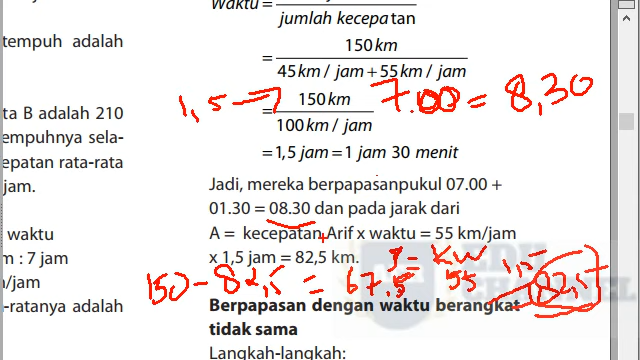 tempuh adalah
ta B adalah 210
empuhnya sela-
epatan rata-rata
jam.
waktu
m : 7 jam
n/jam
-ratanya adalah
Waktu =
jumlah kecepatan
= 150 km
45 km / jam + 55 km / jam
= 150 km
100 km / jam
= 1,5 jam = 1 jam 30 menit
1,5 → 7.00 = 8,30
Jadi, mereka berpapasanpukul 07.00 +
01.30 = 08.30 dan pada jarak dari
A = kecepatan Arif x waktu = 55 km/jam
x 1,5 jam = 82,5 km.
150 - 82,5 = 67.5
55 1,5
82,5
Berpapasan dengan waktu berangkat
tidak sama
Langkah-langkah:
EDU
CHANNEL